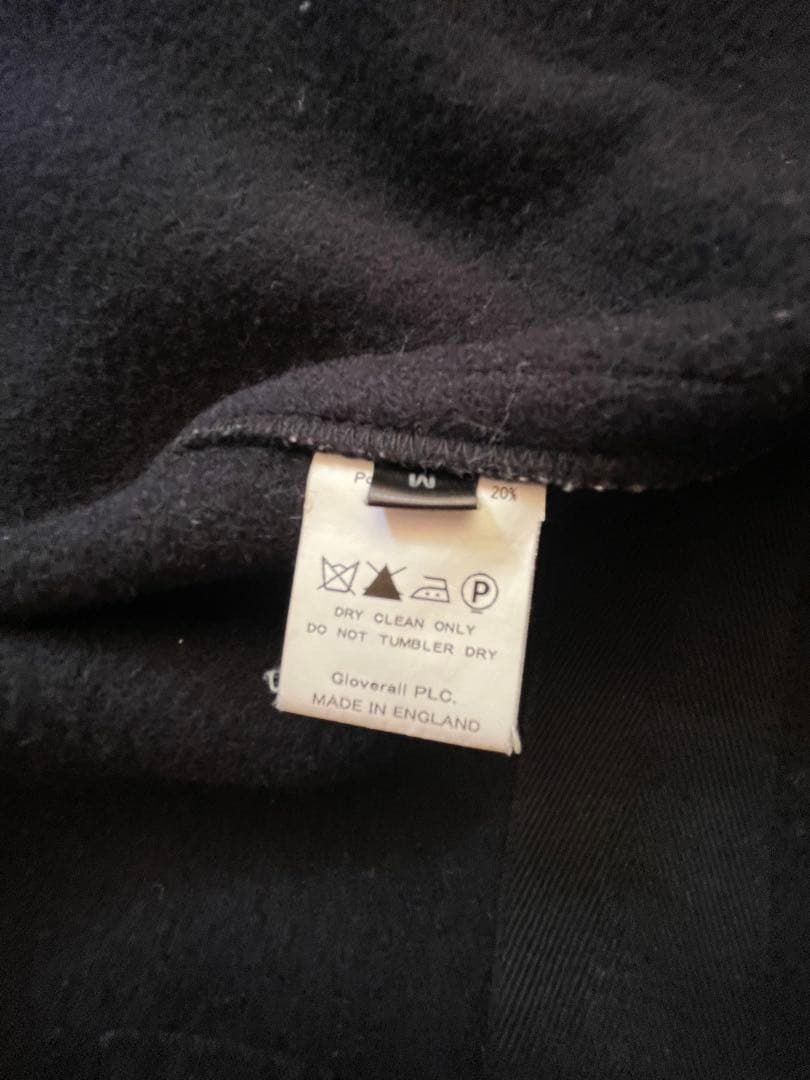 M
20%
P
DRY CLEAN ONLY
DO NOT TUMBLER DRY
Gloverall PLC.
MADE IN ENGLAND